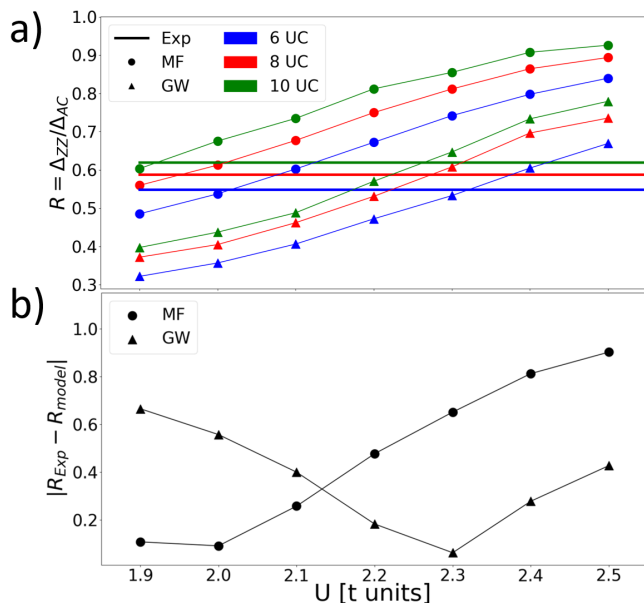 a)
R = Δ_ZZ/Δ_AC
1.0
0.9
0.8
0.7
0.6
0.5
0.4
0.3
Exp
MF
GW
6 UC
8 UC
10 UC
b)
|R_Exp − R_model|
1.0
0.8
0.6
0.4
0.2
MF
GW
1.9 2.0 2.1 2.2 2.3 2.4 2.5
U [t units]